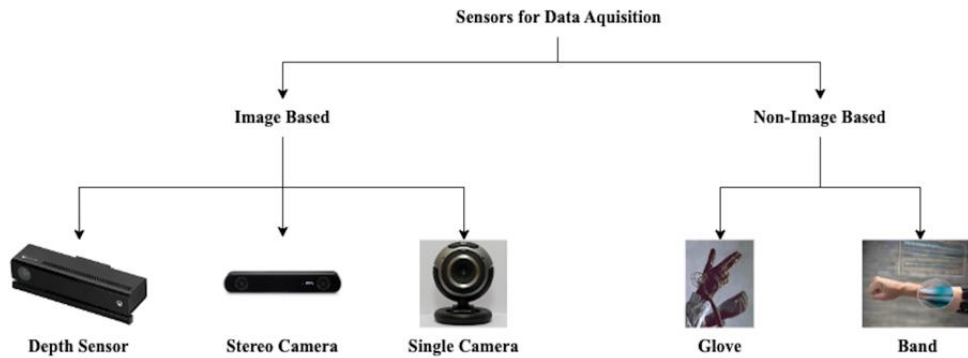 Sensors for Data Aquisition
Image Based
Non-Image Based
Depth Sensor
Stereo Camera
Single Camera
Glove
Band